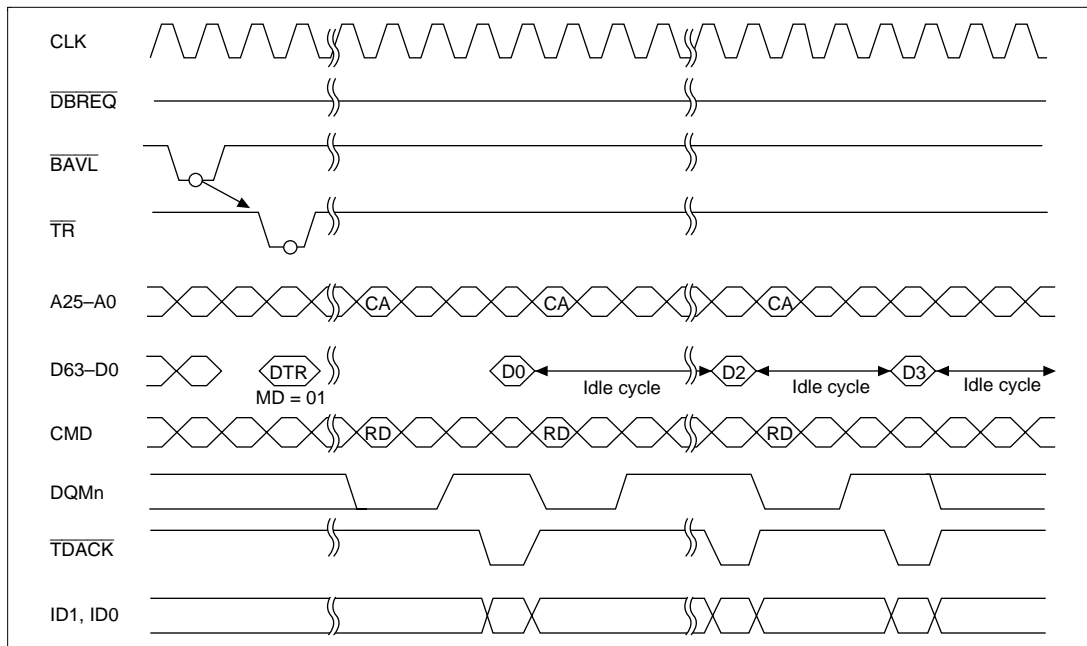 CLK
DBREQ
BAVL
TR
A25–A0 CA CA CA
D63–D0 DTR D0 Idle cycle D2 Idle cycle D3 Idle cycle
MD = 01
CMD RD RD RD
DQMn
TDACK
ID1, ID0